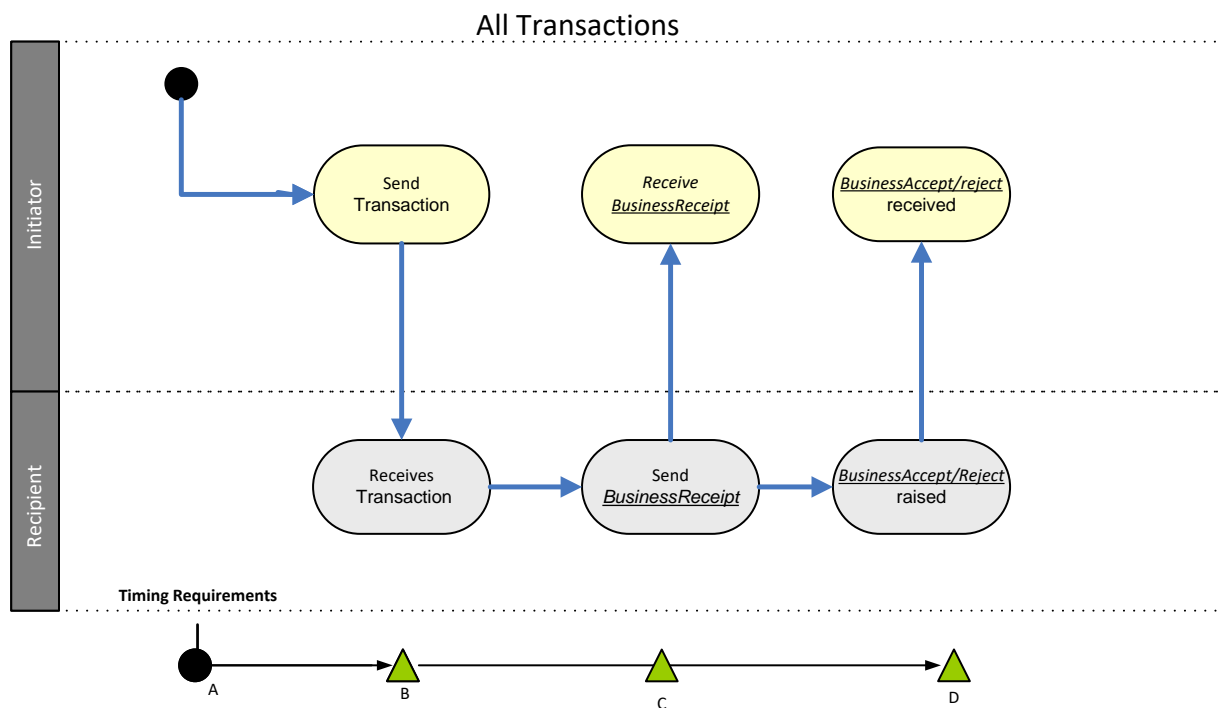 All Transactions
Initiator
Send
Transaction
Receive
BusinessReceipt
BusinessAccept/reject
received
Recipient
Receives
Transaction
Send
BusinessReceipt
BusinessAccept/Reject
raised
Timing Requirements
A
B
C
D